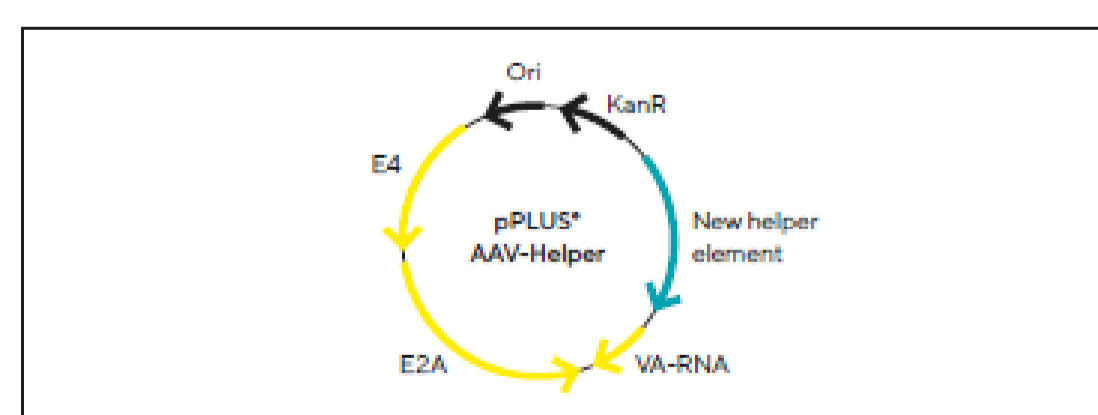 Ori
KanR
E4
pPLUS®
AAV-Helper
New helper
element
E2A
VA-RNA